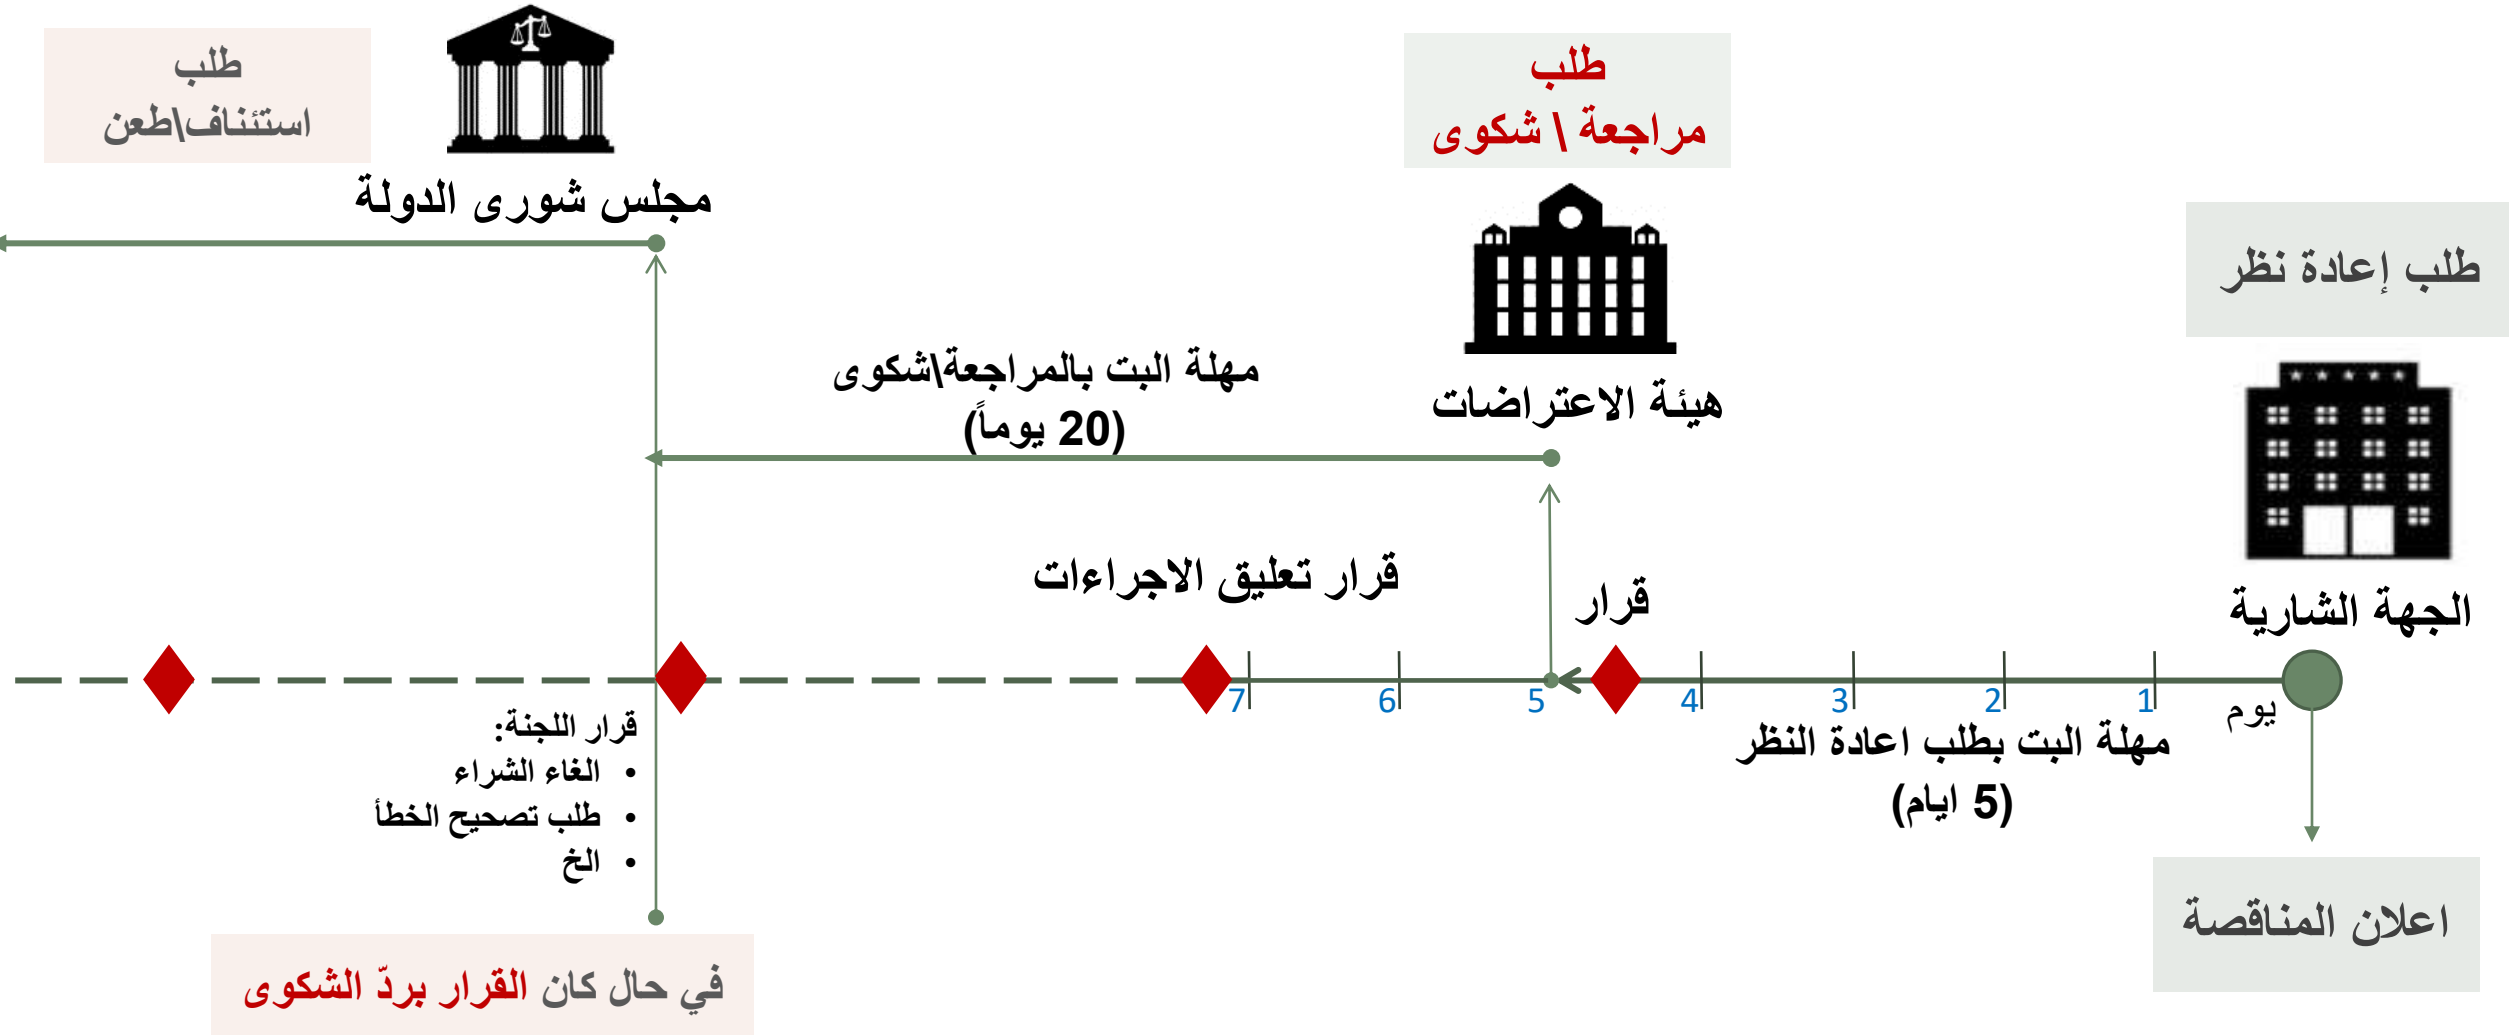 طلب إعادة نظر
الجهة الشارية
يوم
1
2
3
4
5
6
7
مهلة البت بطلب اعادة النظر
(5 ايام)
اعلان المناقصة
قرار
طلب
مراجعة \ شكوى
هيئة الاعتراضات
مهلة البت بالمراجعة\شكوى
(20 يوماً)
قرار تعليق الاجراءات
طلب
استئناف\طعن
مجلس شورى الدولة
قرار اللجنة:
• الغاء الشراء
• طلب تصحيح الخطأ
• الخ
في حال كان القرار بردّ الشكوى